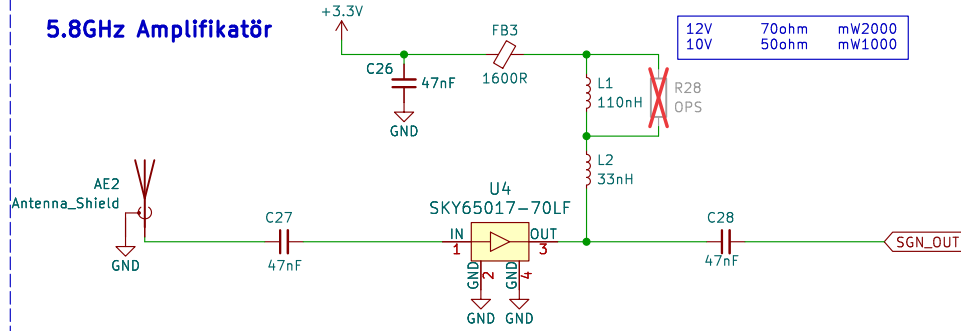 5.8GHz Amplifikatör
+3.3V
12V 70ohm mW2000
10V 50ohm mW1000
FB3
1600R
C26
47nF
GND
L1
110nH
R28
OPS
L2
33nH
AE2
Antenna_Shield
GND
C27
47nF
U4
SKY65017-70LF
IN
1
OUT
3
GND
2
GND
4
GND
GND
C28
47nF
SGN_OUT